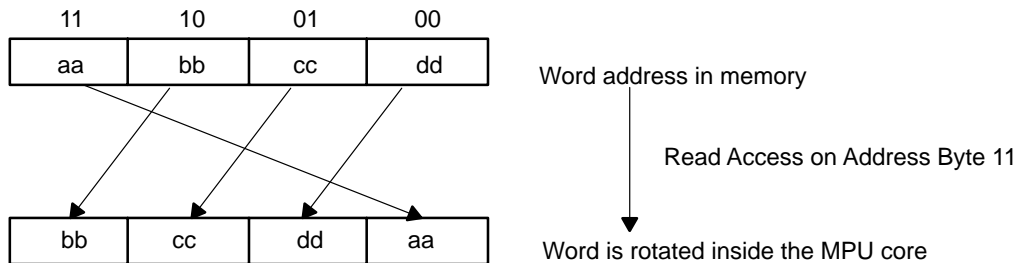 11 10 01 00
aa bb cc dd
Word address in memory
Read Access on Address Byte 11
bb cc dd aa
Word is rotated inside the MPU core